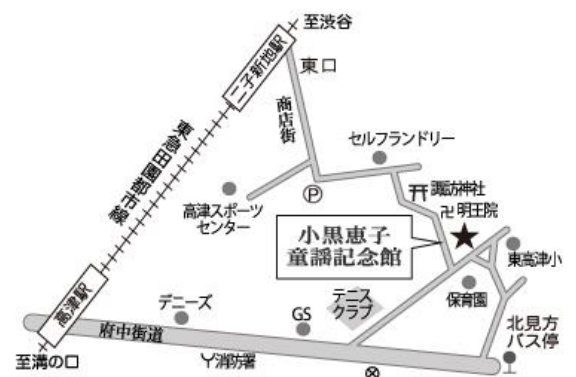 至渋谷
二子新地駅
東口
東急田園都市線
商店街
セルフランドリー
P
諏訪神社
卍明王院
高津スポーツ
センター
小黒恵子
童謡記念館
東高津小
保育園
テニス
クラブ
デニーズ
GS
高津駅
府中街道
北見方
バス停
至溝の口
消防署